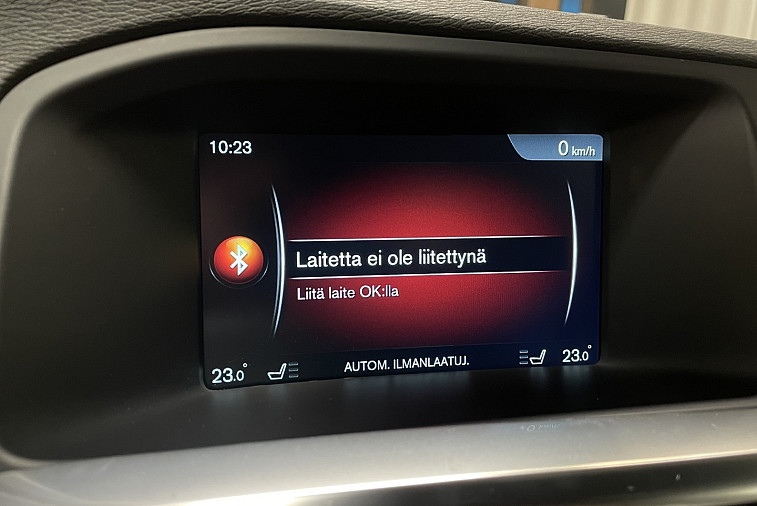 10:23
0 km/h
Laitetta ei ole liitettynä
Liitä laite OK:lla
23.0°
AUTOM. ILMANLAATUJ.
23.0°